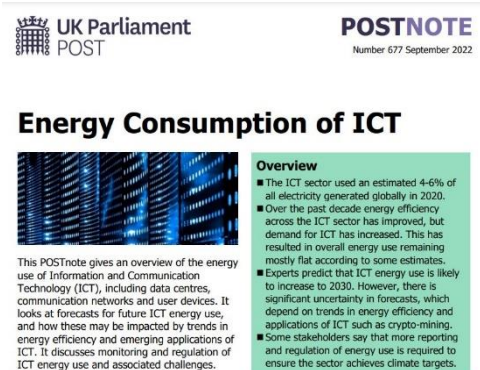 UK Parliament
POST
POSTNOTE
Number 677 September 2022
Energy Consumption of ICT
This POSTnote gives an overview of the energy
use of Information and Communication
Technology (ICT), including data centres,
communication networks and user devices. It
looks at forecasts for future ICT energy use,
and how these may be impacted by trends in
energy efficiency and emerging applications of
ICT. It discusses monitoring and regulation of
ICT energy use and associated challenges.
Overview
■ The ICT sector used an estimated 4-6% of
all electricity generated globally in 2020.
■ Over the past decade energy efficiency
across the ICT sector has improved, but
demand for ICT has increased. This has
resulted in overall energy use remaining
mostly flat according to some estimates.
■ Experts predict that ICT energy use is likely
to increase to 2030. However, there is
significant uncertainty in forecasts, which
depend on trends in energy efficiency and
applications of ICT such as crypto-mining.
■ Some stakeholders say that more reporting
and regulation of energy use is required to
ensure the sector achieves climate targets.